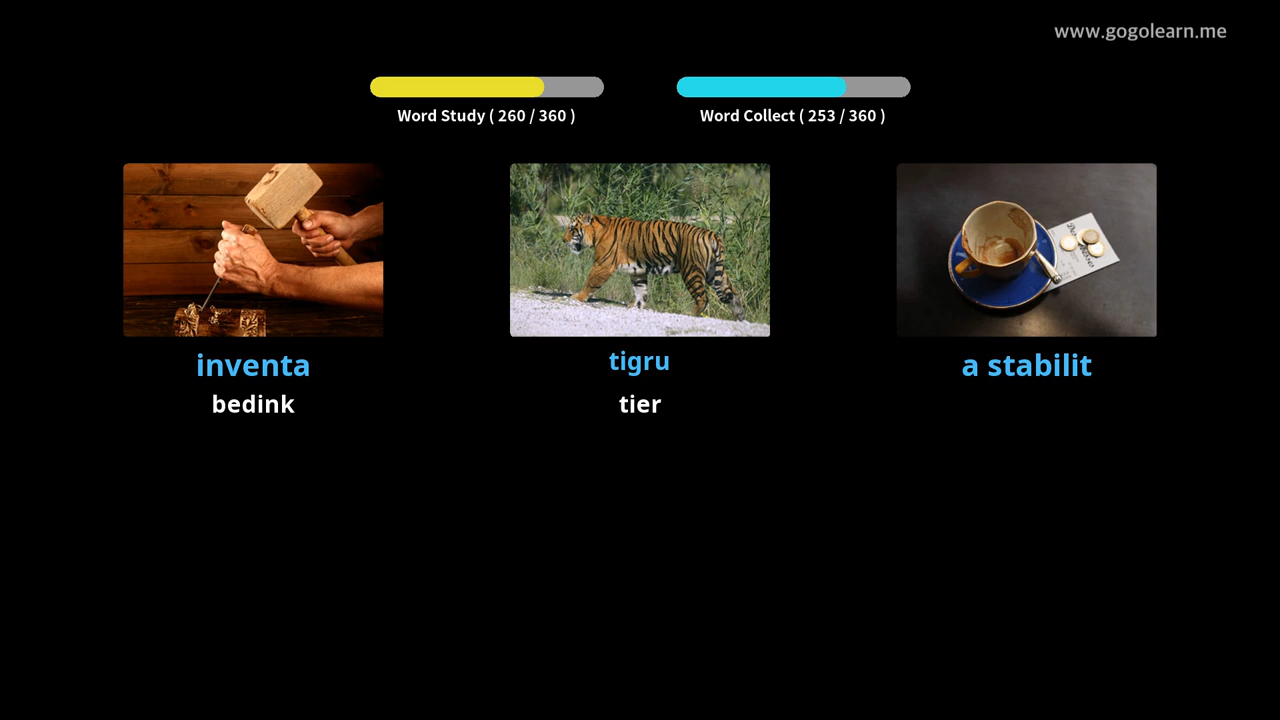 www.gogolearn.me
Word Study ( 260 / 360 )
Word Collect ( 253 / 360 )
inventa
tigru
a stabilit
bedink
tier